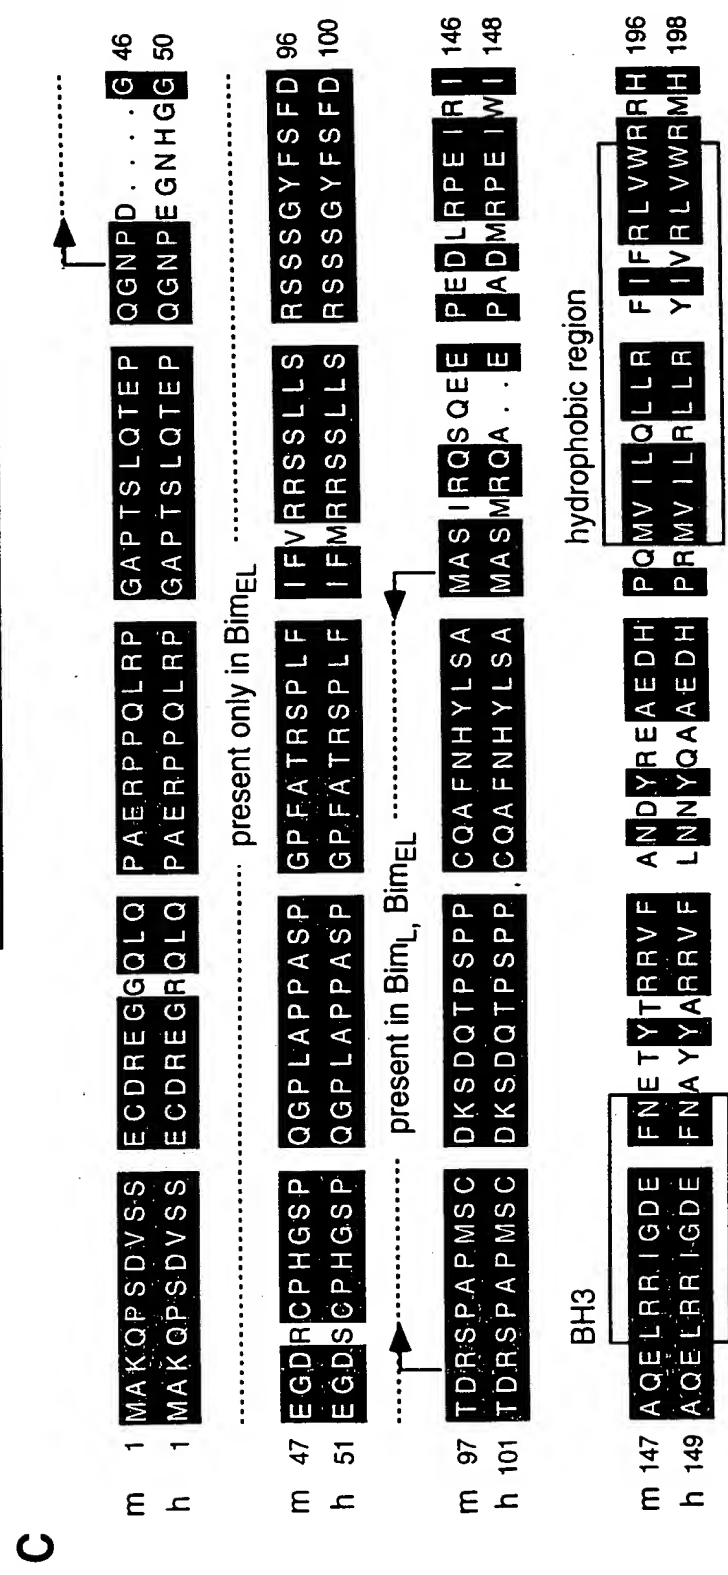 C
m 1 MAKQPSDVSS ECDREGGQLQ PAERPPQLRP GAPTSLQTEP QGNPD....G 46
h 1 MAKQPSDVSS ECDREGRQLQ PAERPPQLRP GAPTSLQTEP QGNPEGNHGG 50
present only in BimEL
m 47 EGDRCPHGSP QGPLAPPASP GPFATRSPLF IFVRRSSLLS RSSSGYFSFD 96
h 51 EGDSCPHGSP QGPLAPPASP GPFATRSPLF IFMRRSSLLS RSSSGYFSFD 100
present in BimL, BimEL
m 97 TDRSPAPMSC DKSDQTPSPP CQAFNHYLSA MASIRQSQEE PEDLRPEIRI 146
h 101 TDRSPAPMSC DKSDQTPSPP CQAFNHYLSA MASMRQA..E PADMRPEIWI 148
BH3 hydrophobic region
m 147 AQELRRIGDE FNETYTRRVF ANDYREAEDH PQMVILQLLR FIFRLVWRRH 196
h 149 AQELRRIGDE FNAYYARRVF LNNYQAAEDH PRMVILRLLR YIVRLVWRMH 198